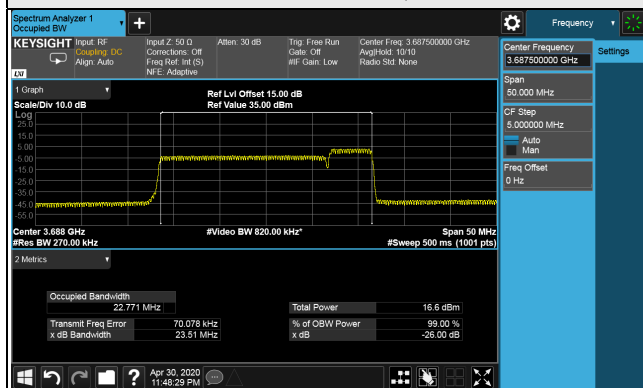 Spectrum Analyzer 1
Occupied BW
Frequency
KEYSIGHT
Input: RF
Coupling: DC
Align: Auto
Input Z: 50 Ω
Corrections: Off
Freq Ref: Int (S)
NFE: Adaptive
Atten: 30 dB
Trig: Free Run
Gate: Off
#IF Gain: Low
Center Freq: 3.687500000 GHz
Avg|Hold: 10/10
Radio Std: None
LXI
Center Frequency
3.687500000 GHz
Settings
Span
50.000 MHz
CF Step
5.000000 MHz
Auto
Man
Freq Offset
0 Hz
1 Graph
Scale/Div 10.0 dB
Ref Lvl Offset 15.00 dB
Ref Value 35.00 dBm
Log
25.0
15.0
5.00
-5.00
-15.0
-25.0
-35.0
-45.0
-55.0
Center 3.688 GHz
#Res BW 270.00 kHz
#Video BW 820.00 kHz*
Span 50 MHz
#Sweep 500 ms (1001 pts)
2 Metrics
Occupied Bandwidth
22.771 MHz
Total Power 16.6 dBm
Transmit Freq Error 70.078 kHz
% of OBW Power 99.00 %
x dB Bandwidth 23.51 MHz
x dB -26.00 dB
?
Apr 30, 2020
11:48:29 PM